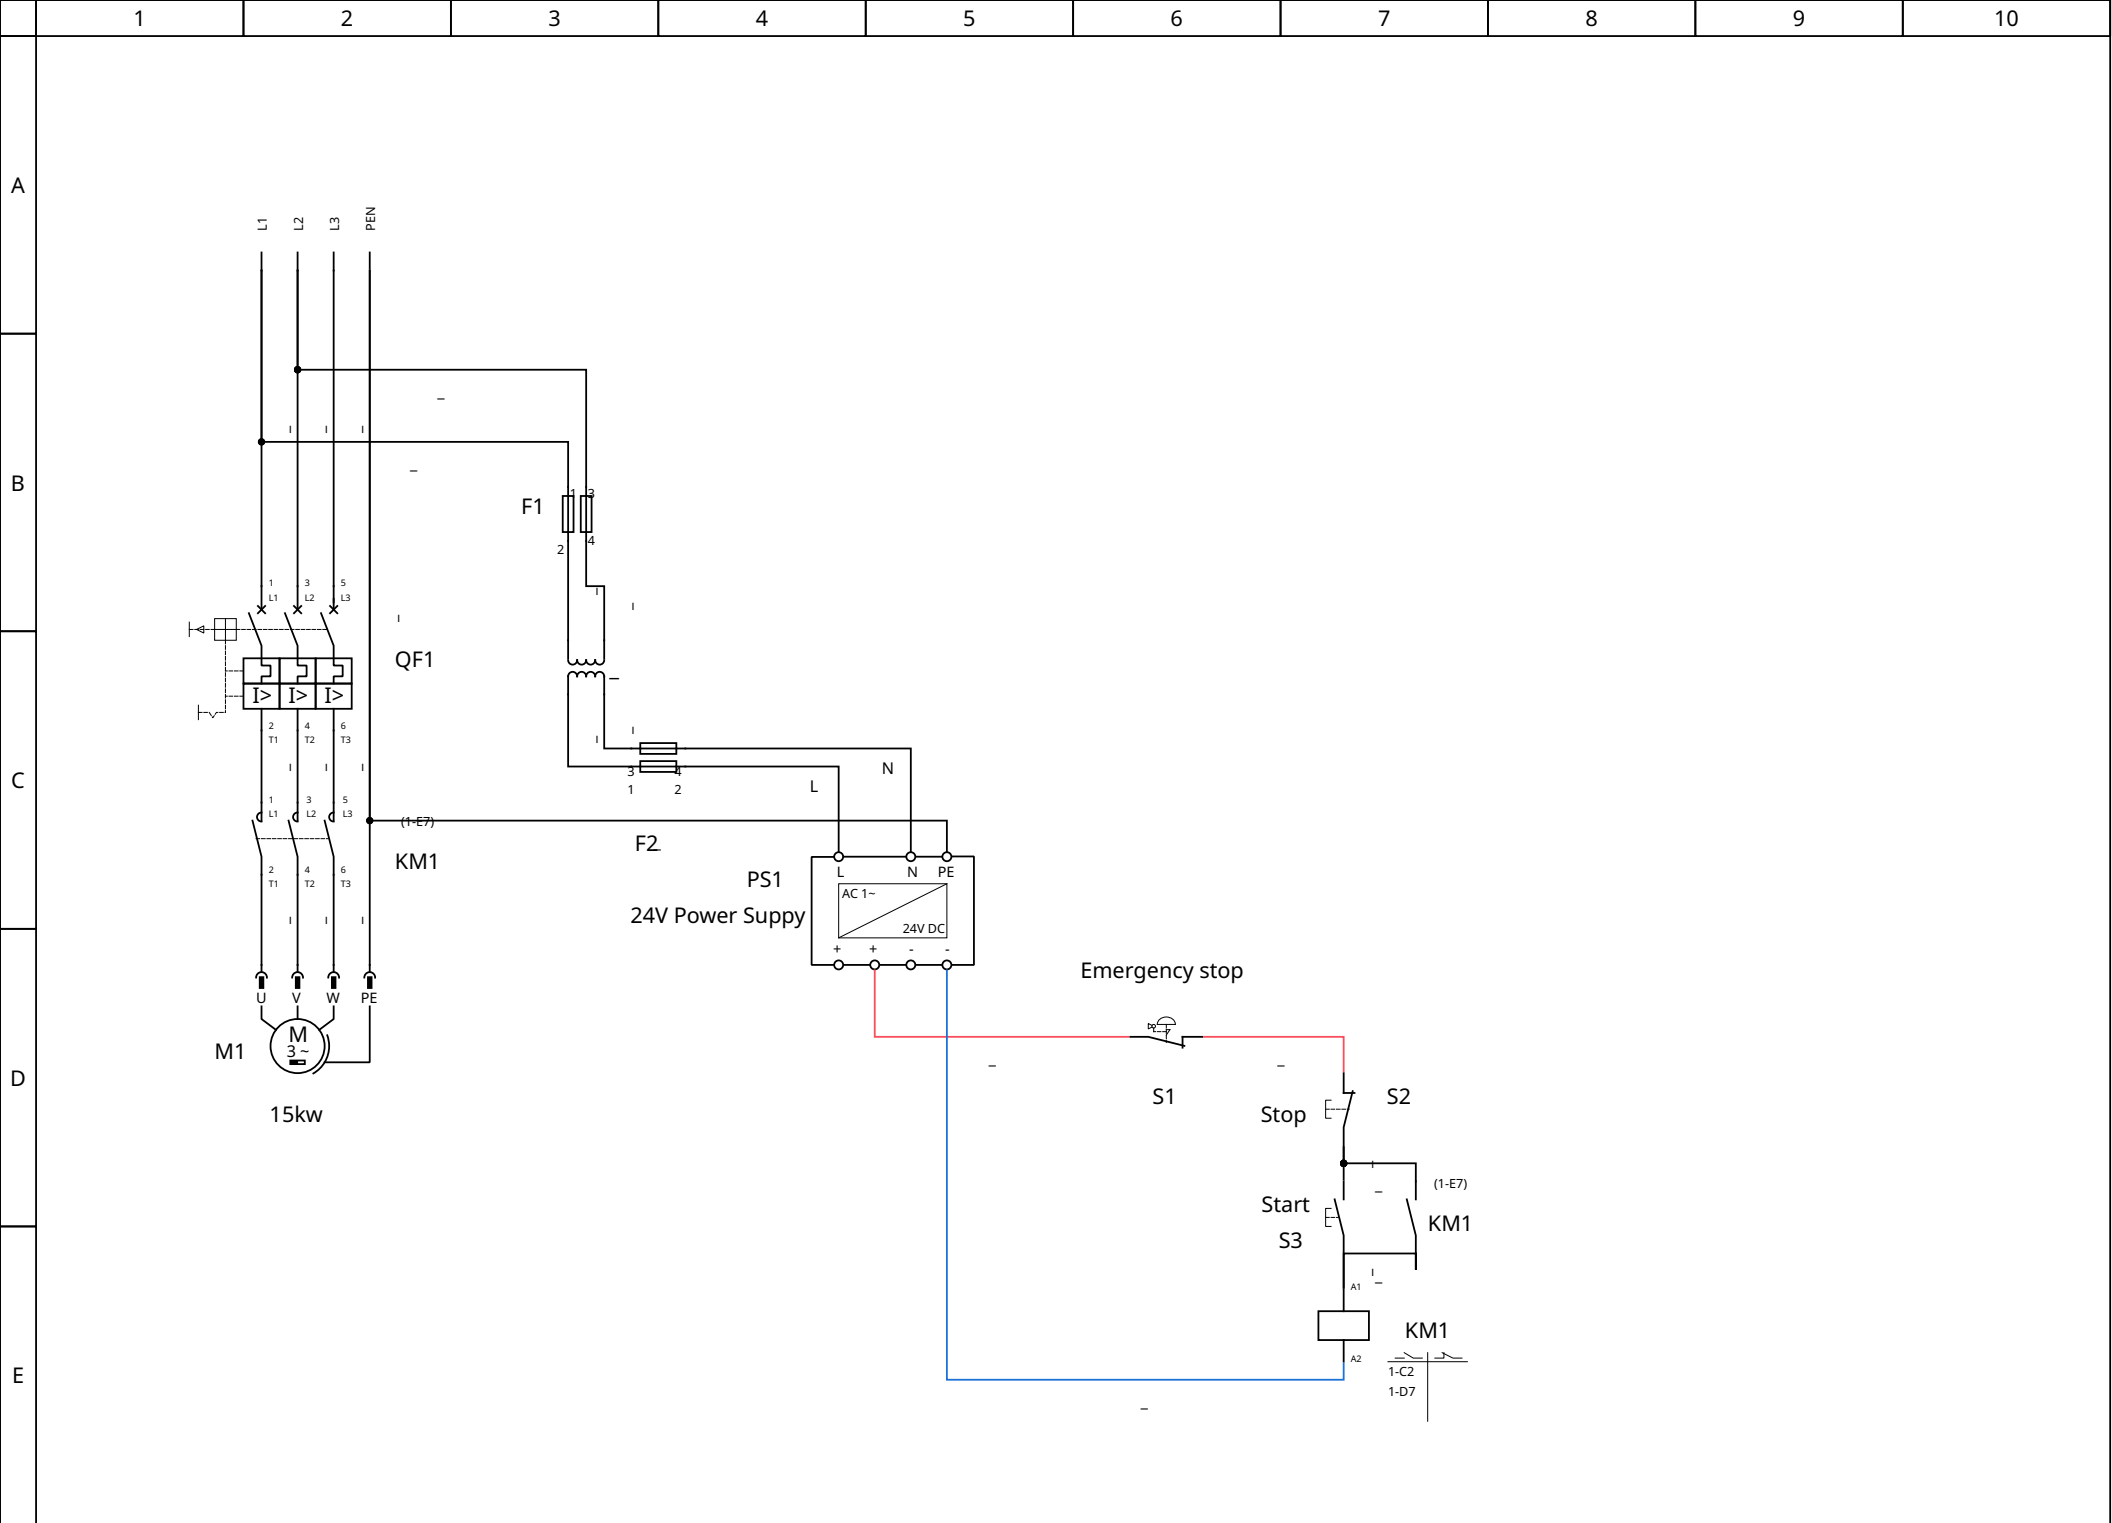 1 2 3 4 5 6 7 8 9 10
A
L1 L2 L3 PEN
B
1 3
F1
4
2
1 3 5
L1 L2 L3
QF1
I> I> I>
2 4 6
T1 T2 T3
C
N
3 4
L
1 2
1 3 5
L1 L2 L3
(1-E7)
F2
KM1
2 4 6
T1 T2 T3
L N PE
PS1
AC 1~
24V Power Suppy
24V DC
+ + - -
Emergency stop
U V W PE
M
3 ~
M1
D
S1
S2
15kw
Stop
(1-E7)
Start
KM1
S3
A1
KM1
A2
E
1-C2
1-D7